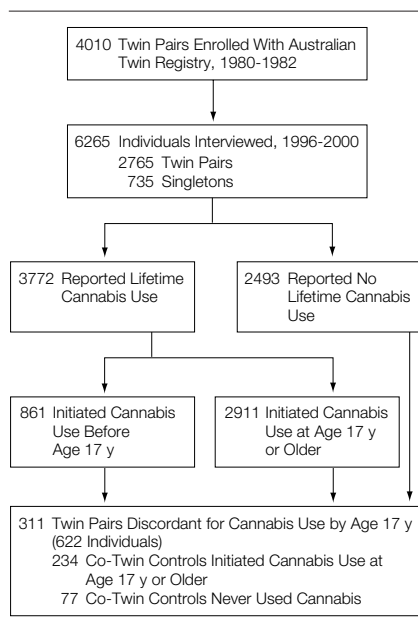 4010 Twin Pairs Enrolled With Australian
Twin Registry, 1980-1982
6265 Individuals Interviewed, 1996-2000
2765 Twin Pairs
735 Singletons
3772 Reported Lifetime
Cannabis Use
2493 Reported No
Lifetime Cannabis
Use
861 Initiated Cannabis
Use Before
Age 17 y
2911 Initiated Cannabis
Use at Age 17 y
or Older
311 Twin Pairs Discordant for Cannabis Use by Age 17 y
(622 Individuals)
234 Co-Twin Controls Initiated Cannabis Use at
Age 17 y or Older
77 Co-Twin Controls Never Used Cannabis